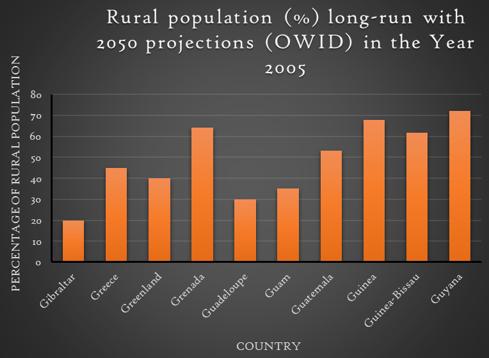 Rural population (%) long-run with
2050 projections (OWID) in the Year
2005
PERCENTAGE OF RURAL POPULATION
80
70
60
50
40
30
20
10
0
Gibraltar
Greece
Greenland
Grenada
Guadeloupe
Guam
Guatemala
Guinea
Guinea-Bissau
Guyana
COUNTRY